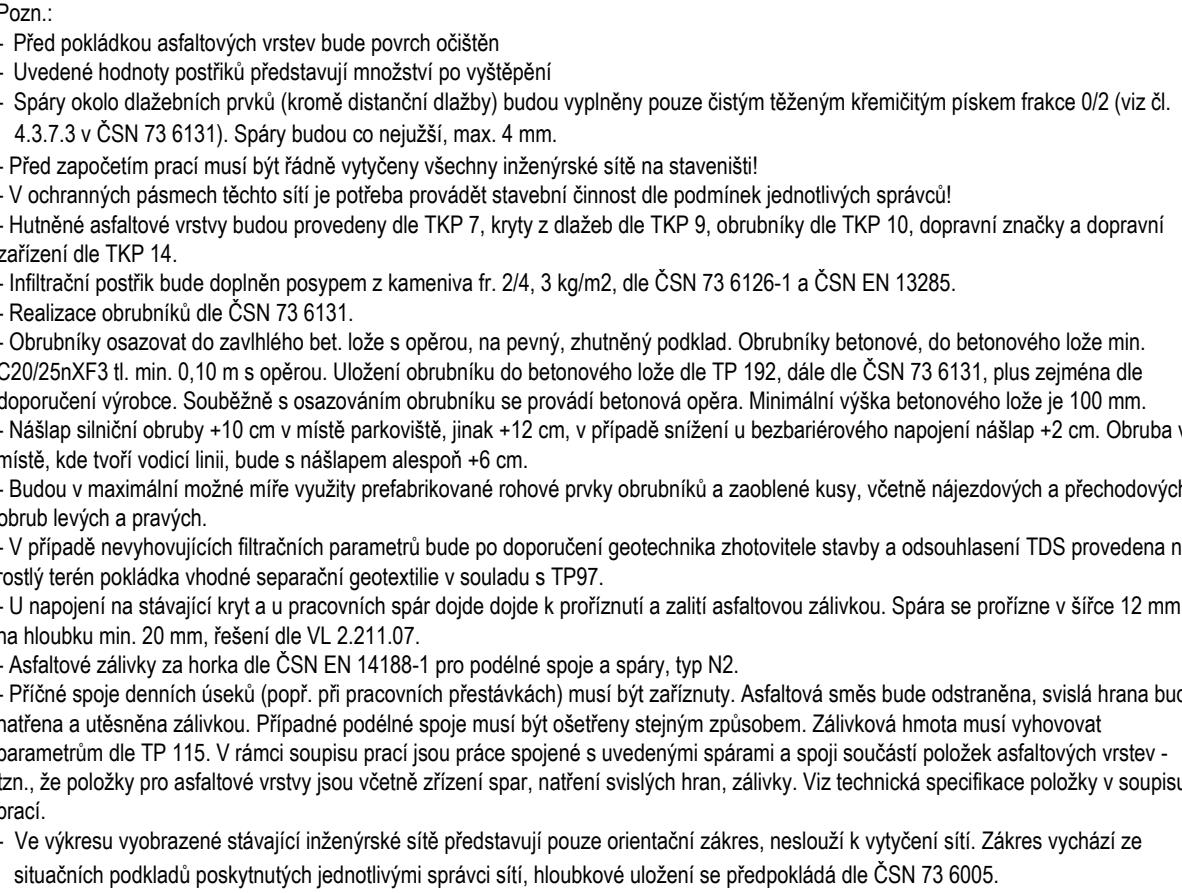 Pozn.:
- Před pokládkou asfaltových vrstev bude povrch očištěn
- Uvedené hodnoty postřiků představují množství po vyštěpění
- Spáry okolo dlažebních prvků (kromě distanční dlažby) budou vyplněny pouze čistým těženým křemičitým pískem frakce 0/2 (viz čl.
4.3.7.3 v ČSN 73 6131). Spáry budou co nejužší, max. 4 mm.
- Před započetím prací musí být řádně vytyčeny všechny inženýrské sítě na staveništi!
- V ochranných pásmech těchto sítí je potřeba provádět stavební činnost dle podmínek jednotlivých správců!
- Hutněné asfaltové vrstvy budou provedeny dle TKP 7, kryty z dlažeb dle TKP 9, obrubníky dle TKP 10, dopravní značky a dopravní
zařízení dle TKP 14.
- Infiltrační postřik bude doplněn posypem z kameniva fr. 2/4, 3 kg/m2, dle ČSN 73 6126-1 a ČSN EN 13285.
- Realizace obrubníků dle ČSN 73 6131.
- Obrubníky osazovat do zavlhlého bet. lože s opěrou, na pevný, zhutněný podklad. Obrubníky betonové, do betonového lože min.
C20/25nXF3 tl. min. 0,10 m s opěrou. Uložení obrubníku do betonového lože dle TP 192, dále dle ČSN 73 6131, plus zejména dle
doporučení výrobce. Souběžně s osazováním obrubníku se provádí betonová opěra. Minimální výška betonového lože je 100 mm.
- Nášlap silniční obruby +10 cm v místě parkoviště, jinak +12 cm, v případě snížení u bezbariérového napojení nášlap +2 cm. Obruba v
místě, kde tvoří vodicí linii, bude s nášlapem alespoň +6 cm.
- Budou v maximální možné míře využity prefabrikované rohové prvky obrubníků a zaoblené kusy, včetně nájezdových a přechodových
obrub levých a pravých.
- V případě nevyhovujících filtračních parametrů bude po doporučení geotechnika zhotovitele stavby a odsouhlasení TDS provedena n
rostlý terén pokládka vhodné separační geotextilie v souladu s TP97.
- U napojení na stávající kryt a u pracovních spár dojde dojde k proříznutí a zalití asfaltovou zálivkou. Spára se prořízne v šířce 12 mm
na hloubku min. 20 mm, řešení dle VL 2.211.07.
- Asfaltové zálivky za horka dle ČSN EN 14188-1 pro podélné spoje a spáry, typ N2.
- Příčné spoje denních úseků (popř. při pracovních přestávkách) musí být zaříznuty. Asfaltová směs bude odstraněna, svislá hrana bud
natřena a utěsněna zálivkou. Případné podélné spoje musí být ošetřeny stejným způsobem. Zálivková hmota musí vyhovovat
parametrům dle TP 115. V rámci soupisu prací jsou práce spojené s uvedenými spárami a spoji součástí položek asfaltových vrstev -
tzn., že položky pro asfaltové vrstvy jsou včetně zřízení spar, natření svislých hran, zálivky. Viz technická specifikace položky v soupisu
prací.
- Ve výkresu vyobrazené stávající inženýrské sítě představují pouze orientační zákres, neslouží k vytyčení sítí. Zákres vychází ze
situačních podkladů poskytnutých jednotlivými správci sítí, hloubkové uložení se předpokládá dle ČSN 73 6005.